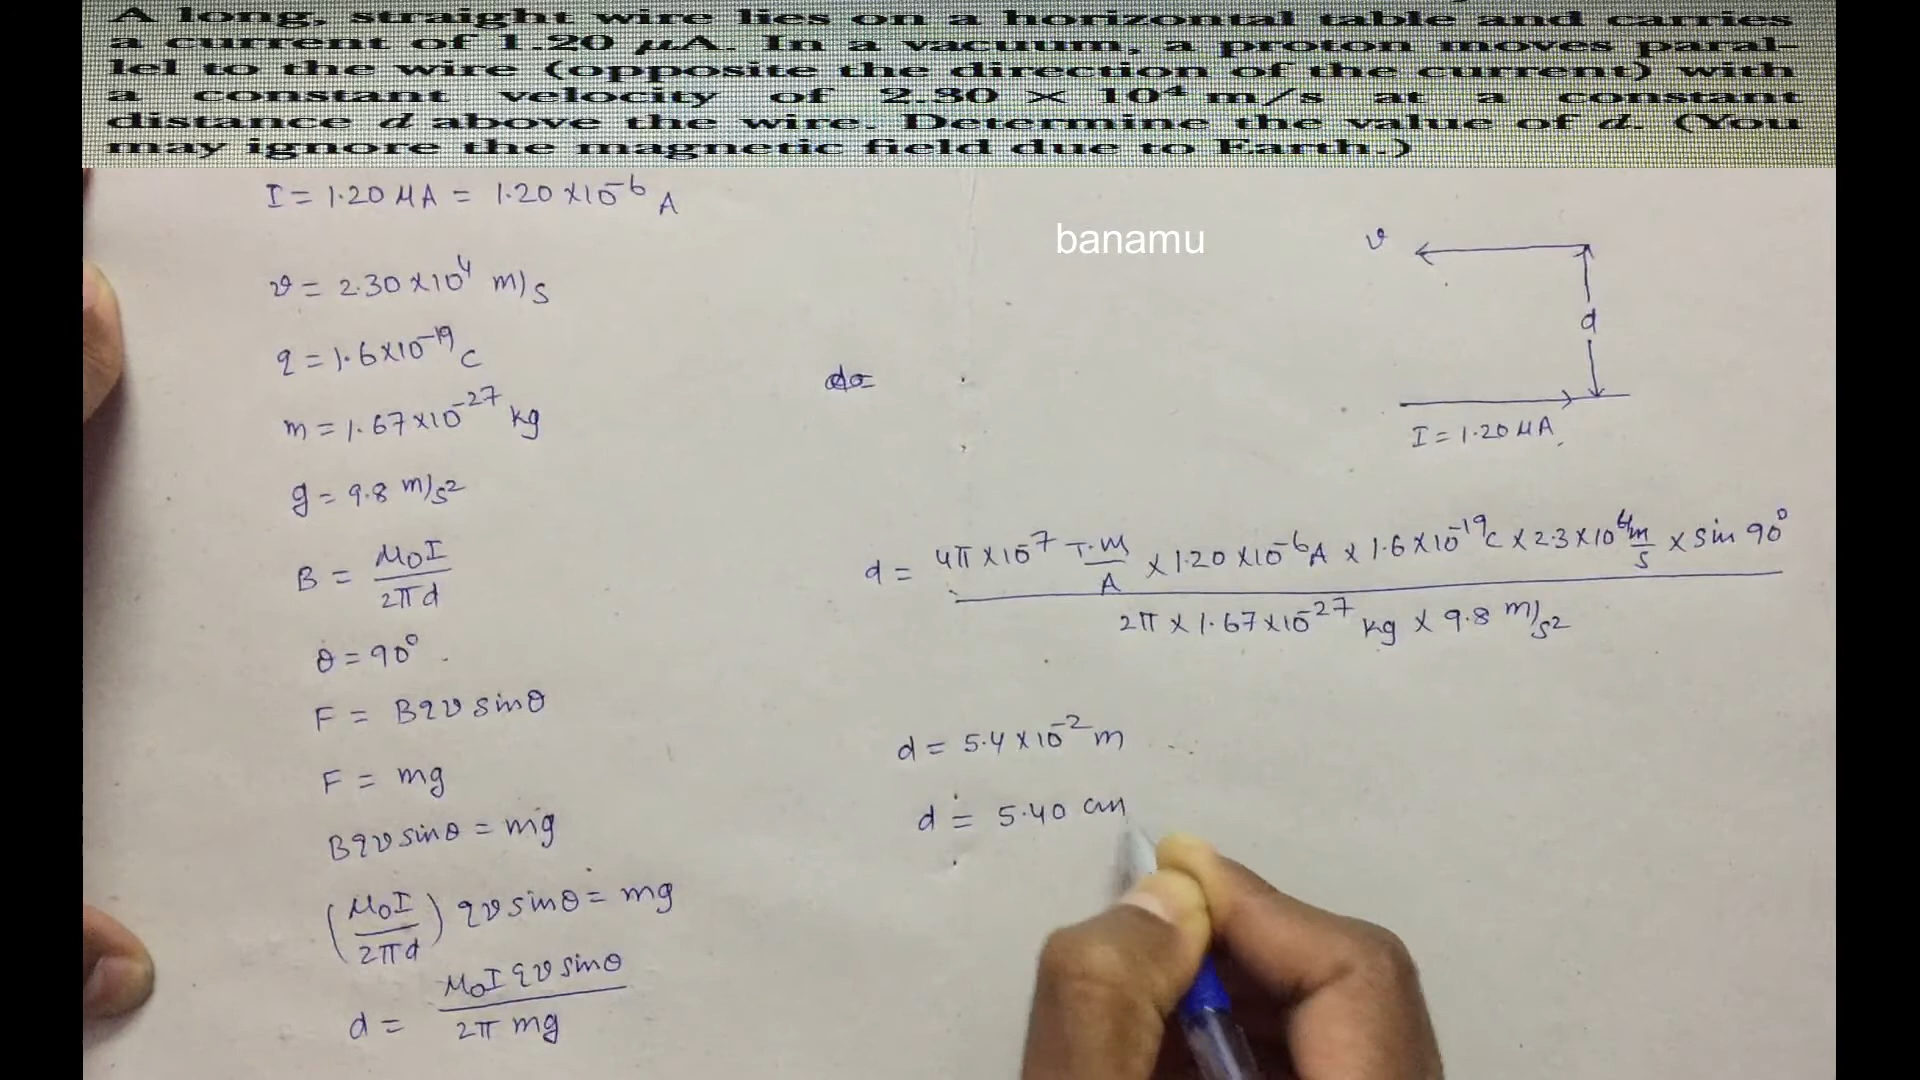 A long, straight wire lies on a horizontal table and carries
a current of 1.20 μA. In a vacuum, a proton moves paral-
lel to the wire (opposite the direction of the current) with
a constant velocity of 2.30 × 10⁴ m/s at a constant
distance d above the wire. Determine the value of d. (You
may ignore the magnetic field due to Earth.)
I = 1.20 μA = 1.20 × 10⁻⁶ A
v = 2.30 × 10⁴ m/s
q = 1.6 × 10⁻¹⁹ C
m = 1.67 × 10⁻²⁷ kg
g = 9.8 m/s²
B = μ₀I / 2πd
θ = 90°
F = Bqv sinθ
F = mg
Bqv sinθ = mg
(μ₀I / 2πd) qv sinθ = mg
d = μ₀I qv sinθ / 2π mg
banamu
v
d
I = 1.20 μA
d = 4π × 10⁻⁷ T·m/A × 1.20 × 10⁻⁶ A × 1.6 × 10⁻¹⁹ C × 2.3 × 10⁴ m/s × sin 90° / 2π × 1.67 × 10⁻²⁷ kg × 9.8 m/s²
d = 5.4 × 10⁻² m
d = 5.40 cm